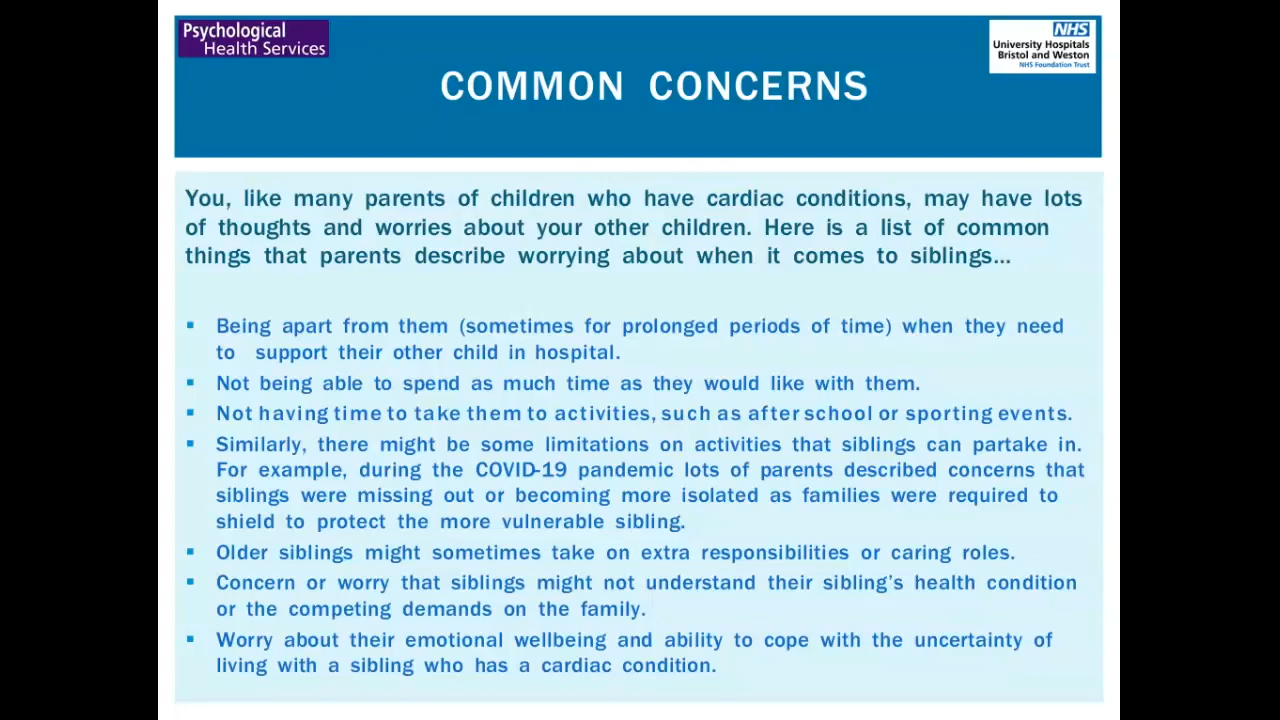 Psychological
Health Services
NHS
University Hospitals
Bristol and Weston
NHS Foundation Trust
COMMON CONCERNS
You, like many parents of children who have cardiac conditions, may have lots
of thoughts and worries about your other children. Here is a list of common
things that parents describe worrying about when it comes to siblings...
▪ Being apart from them (sometimes for prolonged periods of time) when they need
to support their other child in hospital.
▪ Not being able to spend as much time as they would like with them.
▪ Not having time to take them to activities, such as after school or sporting events.
▪ Similarly, there might be some limitations on activities that siblings can partake in.
For example, during the COVID-19 pandemic lots of parents described concerns that
siblings were missing out or becoming more isolated as families were required to
shield to protect the more vulnerable sibling.
▪ Older siblings might sometimes take on extra responsibilities or caring roles.
▪ Concern or worry that siblings might not understand their sibling's health condition
or the competing demands on the family.
▪ Worry about their emotional wellbeing and ability to cope with the uncertainty of
living with a sibling who has a cardiac condition.